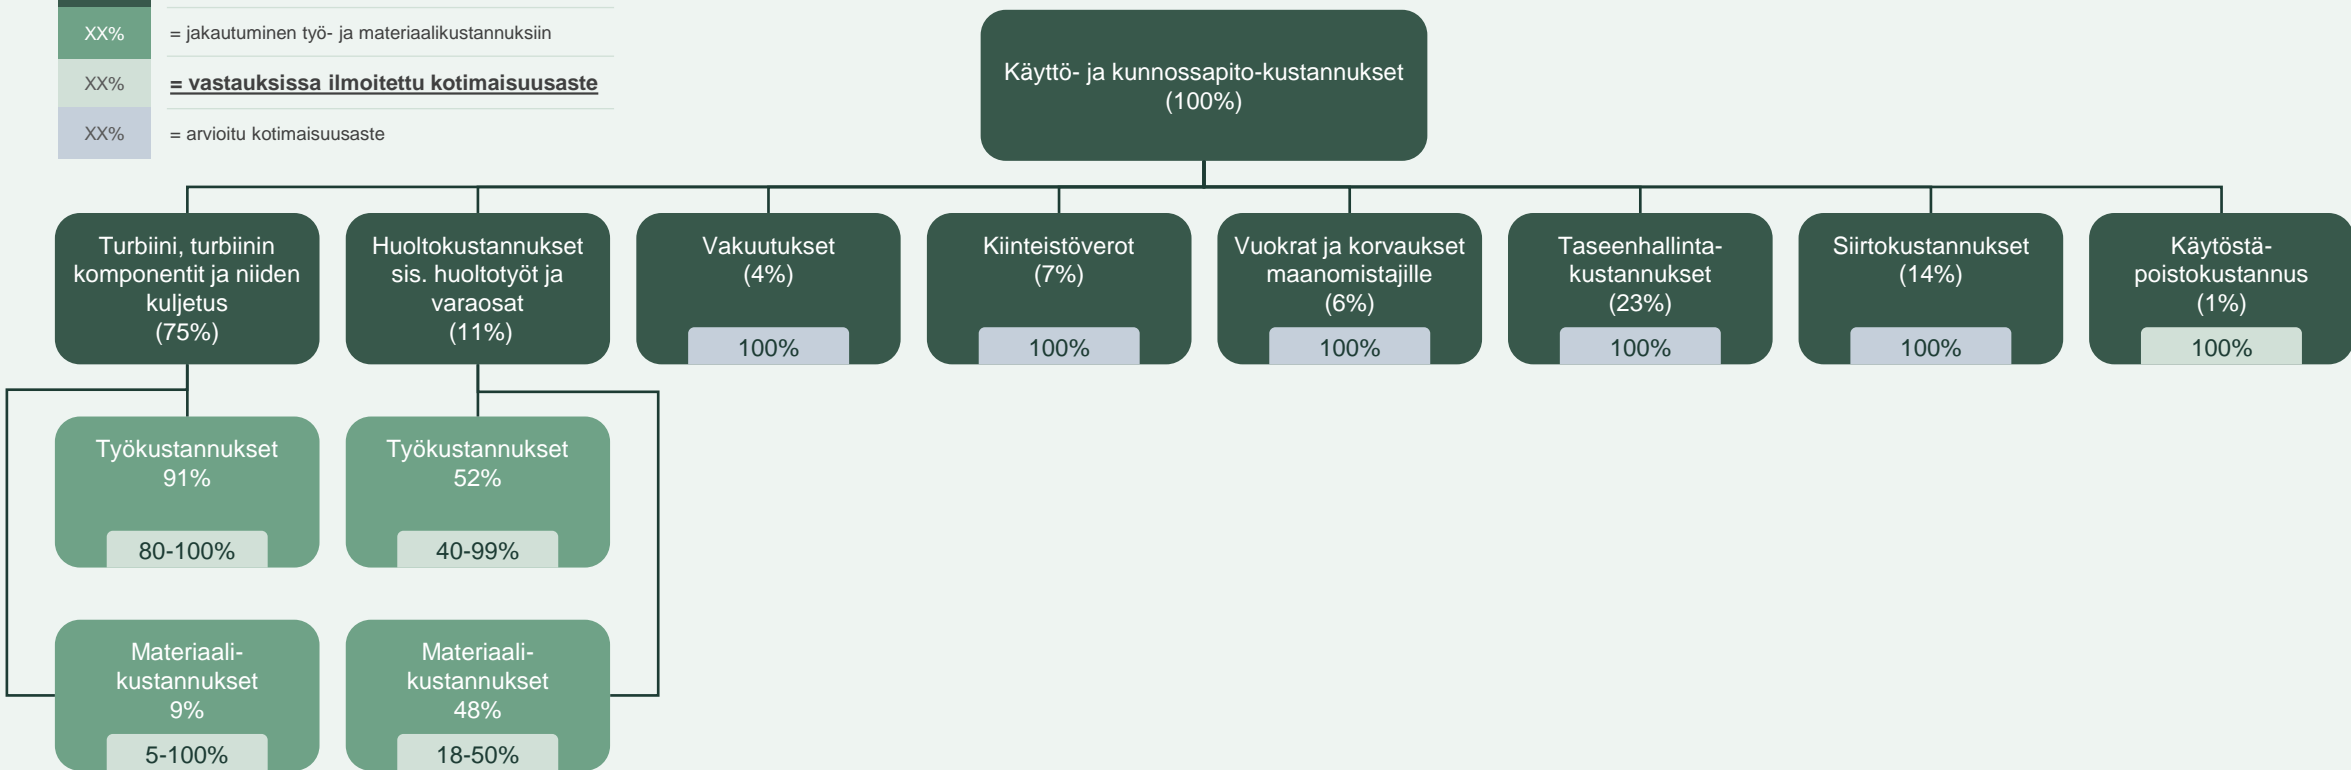 XX%
= jakautuminen työ- ja materiaalikustannuksiin
XX%
= vastauksissa ilmoitettu kotimaisuusaste
XX%
= arvioitu kotimaisuusaste
Käyttö- ja kunnossapito-kustannukset
(100%)
Turbiini, turbiinin
komponentit ja niiden
kuljetus
(75%)
Huoltokustannukset
sis. huoltotyöt ja
varaosat
(11%)
Vakuutukset
(4%)
100%
Kiinteistöverot
(7%)
100%
Vuokrat ja korvaukset
maanomistajille
(6%)
100%
Taseenhallinta-
kustannukset
(23%)
100%
Siirtokustannukset
(14%)
100%
Käytöstä-
poistokustannus
(1%)
100%
Työkustannukset
91%
80-100%
Työkustannukset
52%
40-99%
Materiaali-
kustannukset
9%
5-100%
Materiaali-
kustannukset
48%
18-50%